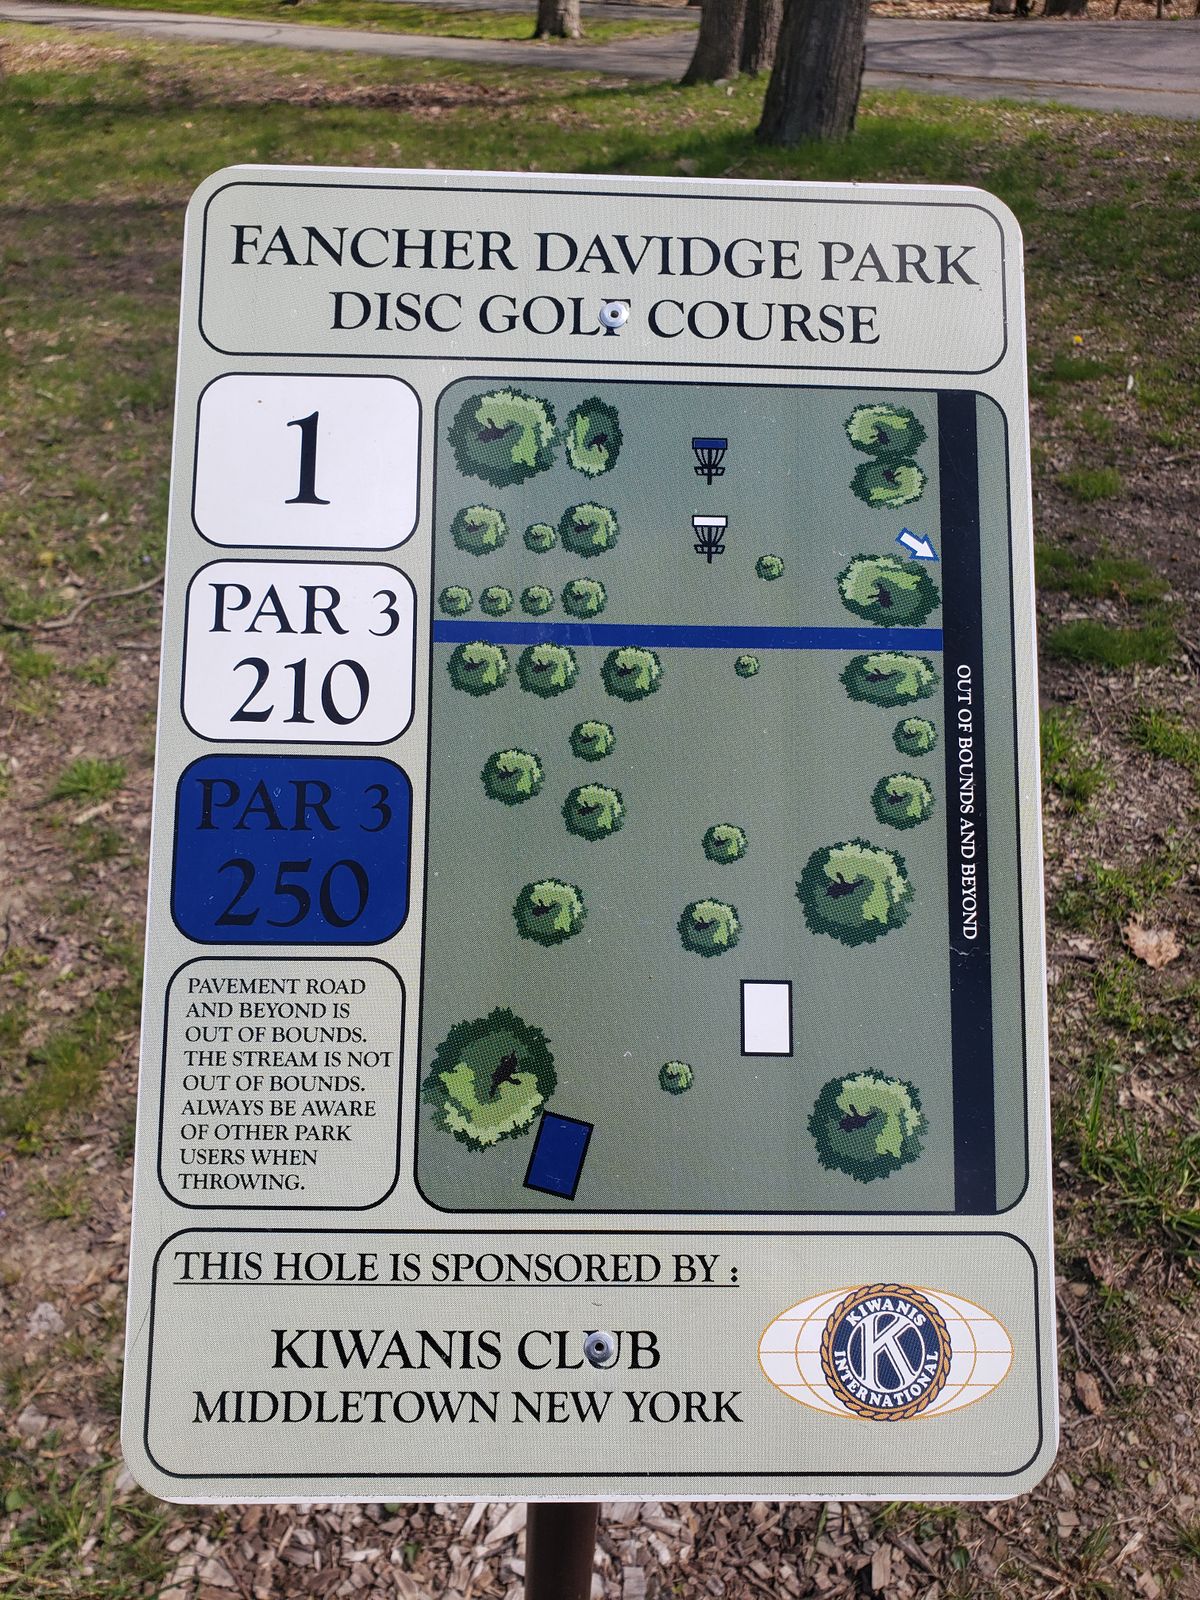 FANCHER DAVIDGE PARK
DISC GOLF COURSE
1
PAR 3
210
PAR 3
250
PAVEMENT ROAD
AND BEYOND IS
OUT OF BOUNDS.
THE STREAM IS NOT
OUT OF BOUNDS.
ALWAYS BE AWARE
OF OTHER PARK
USERS WHEN
THROWING.
OUT OF BOUNDS AND BEYOND
THIS HOLE IS SPONSORED BY :
KIWANIS CLUB
MIDDLETOWN NEW YORK
KIWANIS
K
INTERNATIONAL